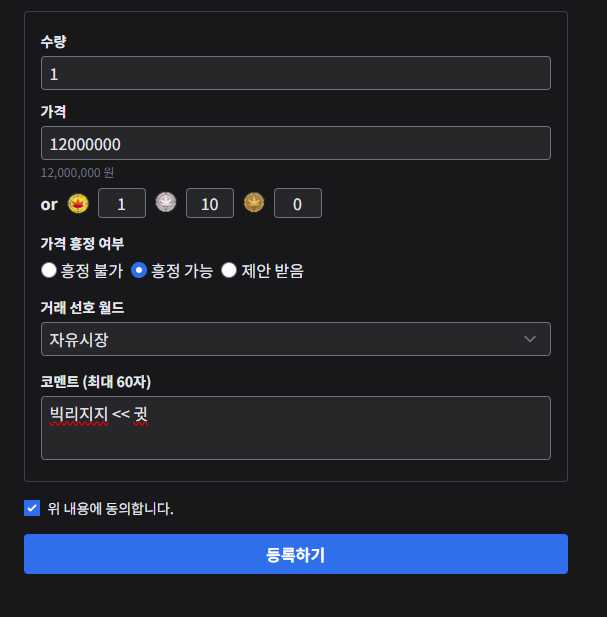 수량
1
가격
12000000
12,000,000 원
or 1 10 0
가격 흥정 여부
흥정 불가 흥정 가능 제안 받음
거래 선호 월드
자유시장
코멘트 (최대 60자)
빅리지지 << 귓
위 내용에 동의합니다.
등록하기